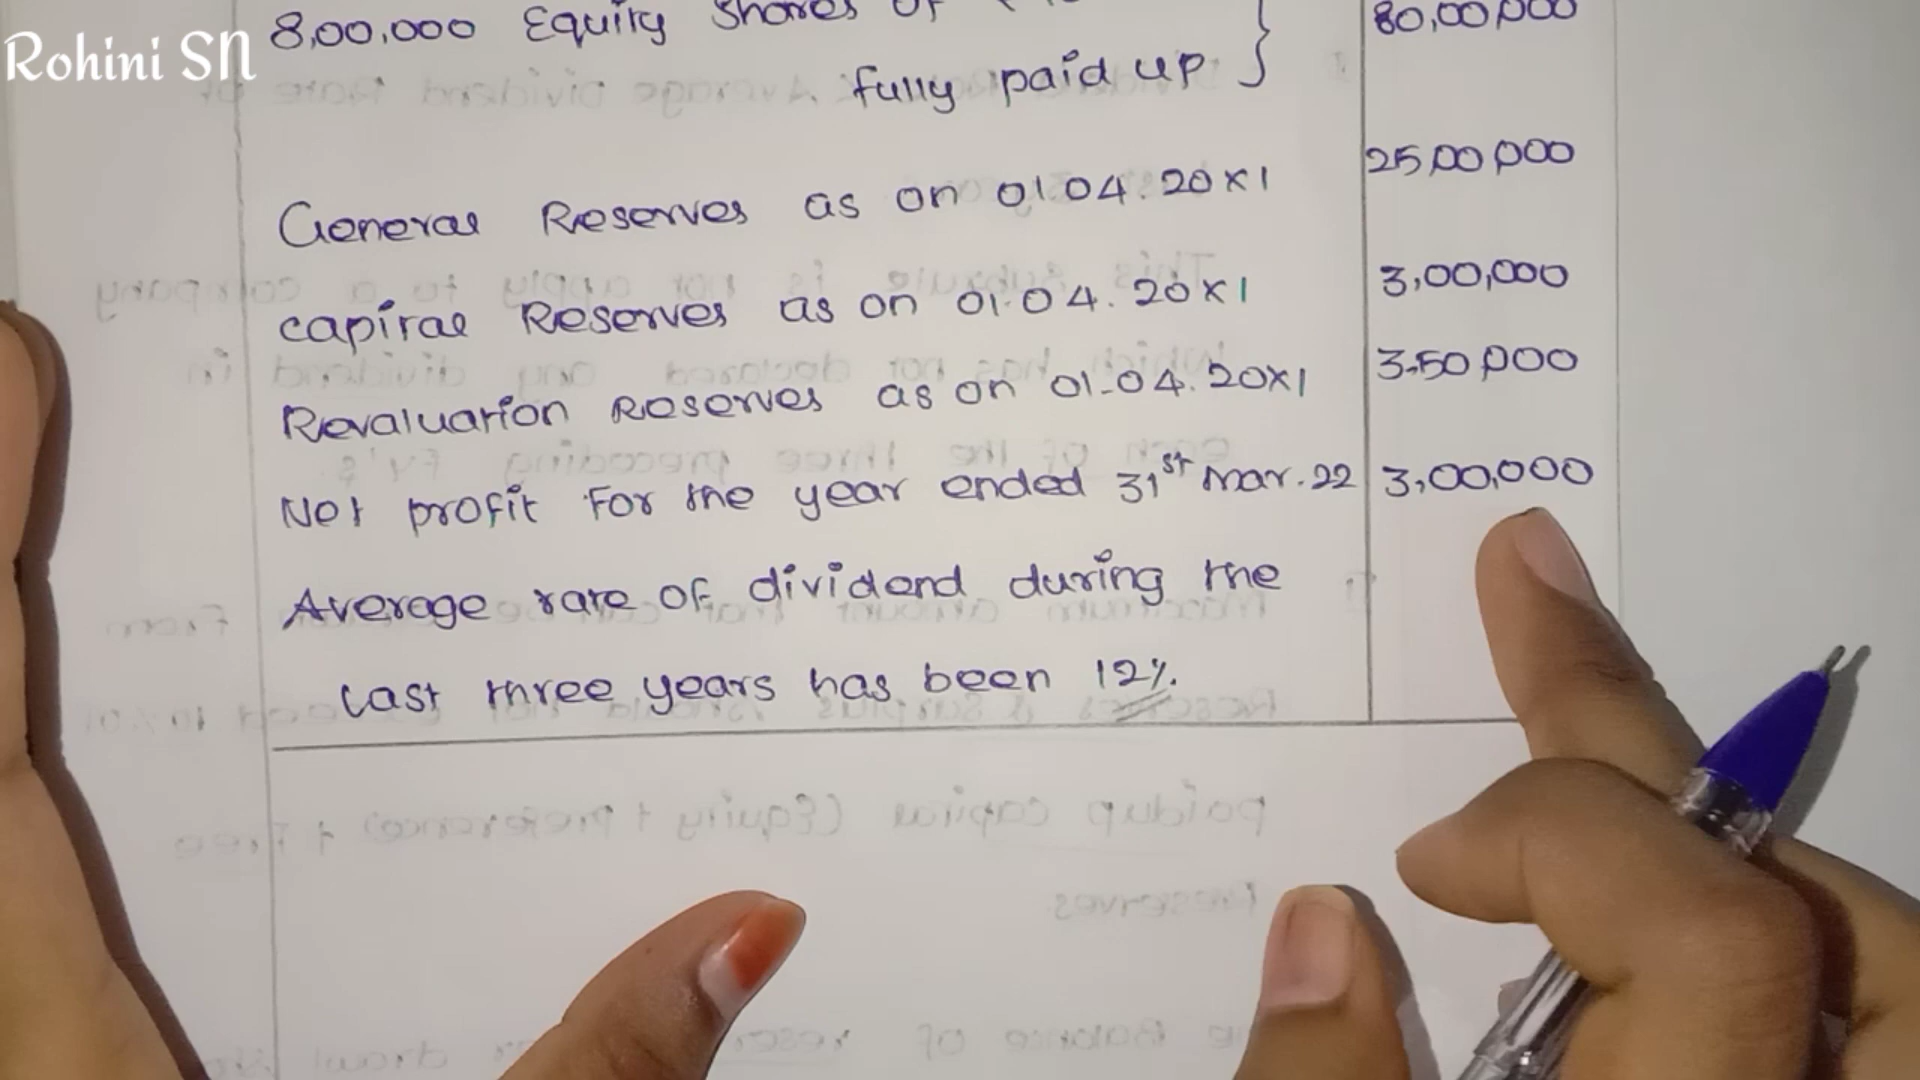 Rohini SN
8,00,000 Equity Shares of
80,00,000
fully paid up
General Reserves as on 01.04.20x1
25,00,000
capital Reserves as on 01.04.20x1
3,00,000
Revaluation Reserves as on 01.04.20x1
3,50,000
Net profit for the year ended 31st Mar.22
3,00,000
Average rate of dividend during the
last three years has been 12%.